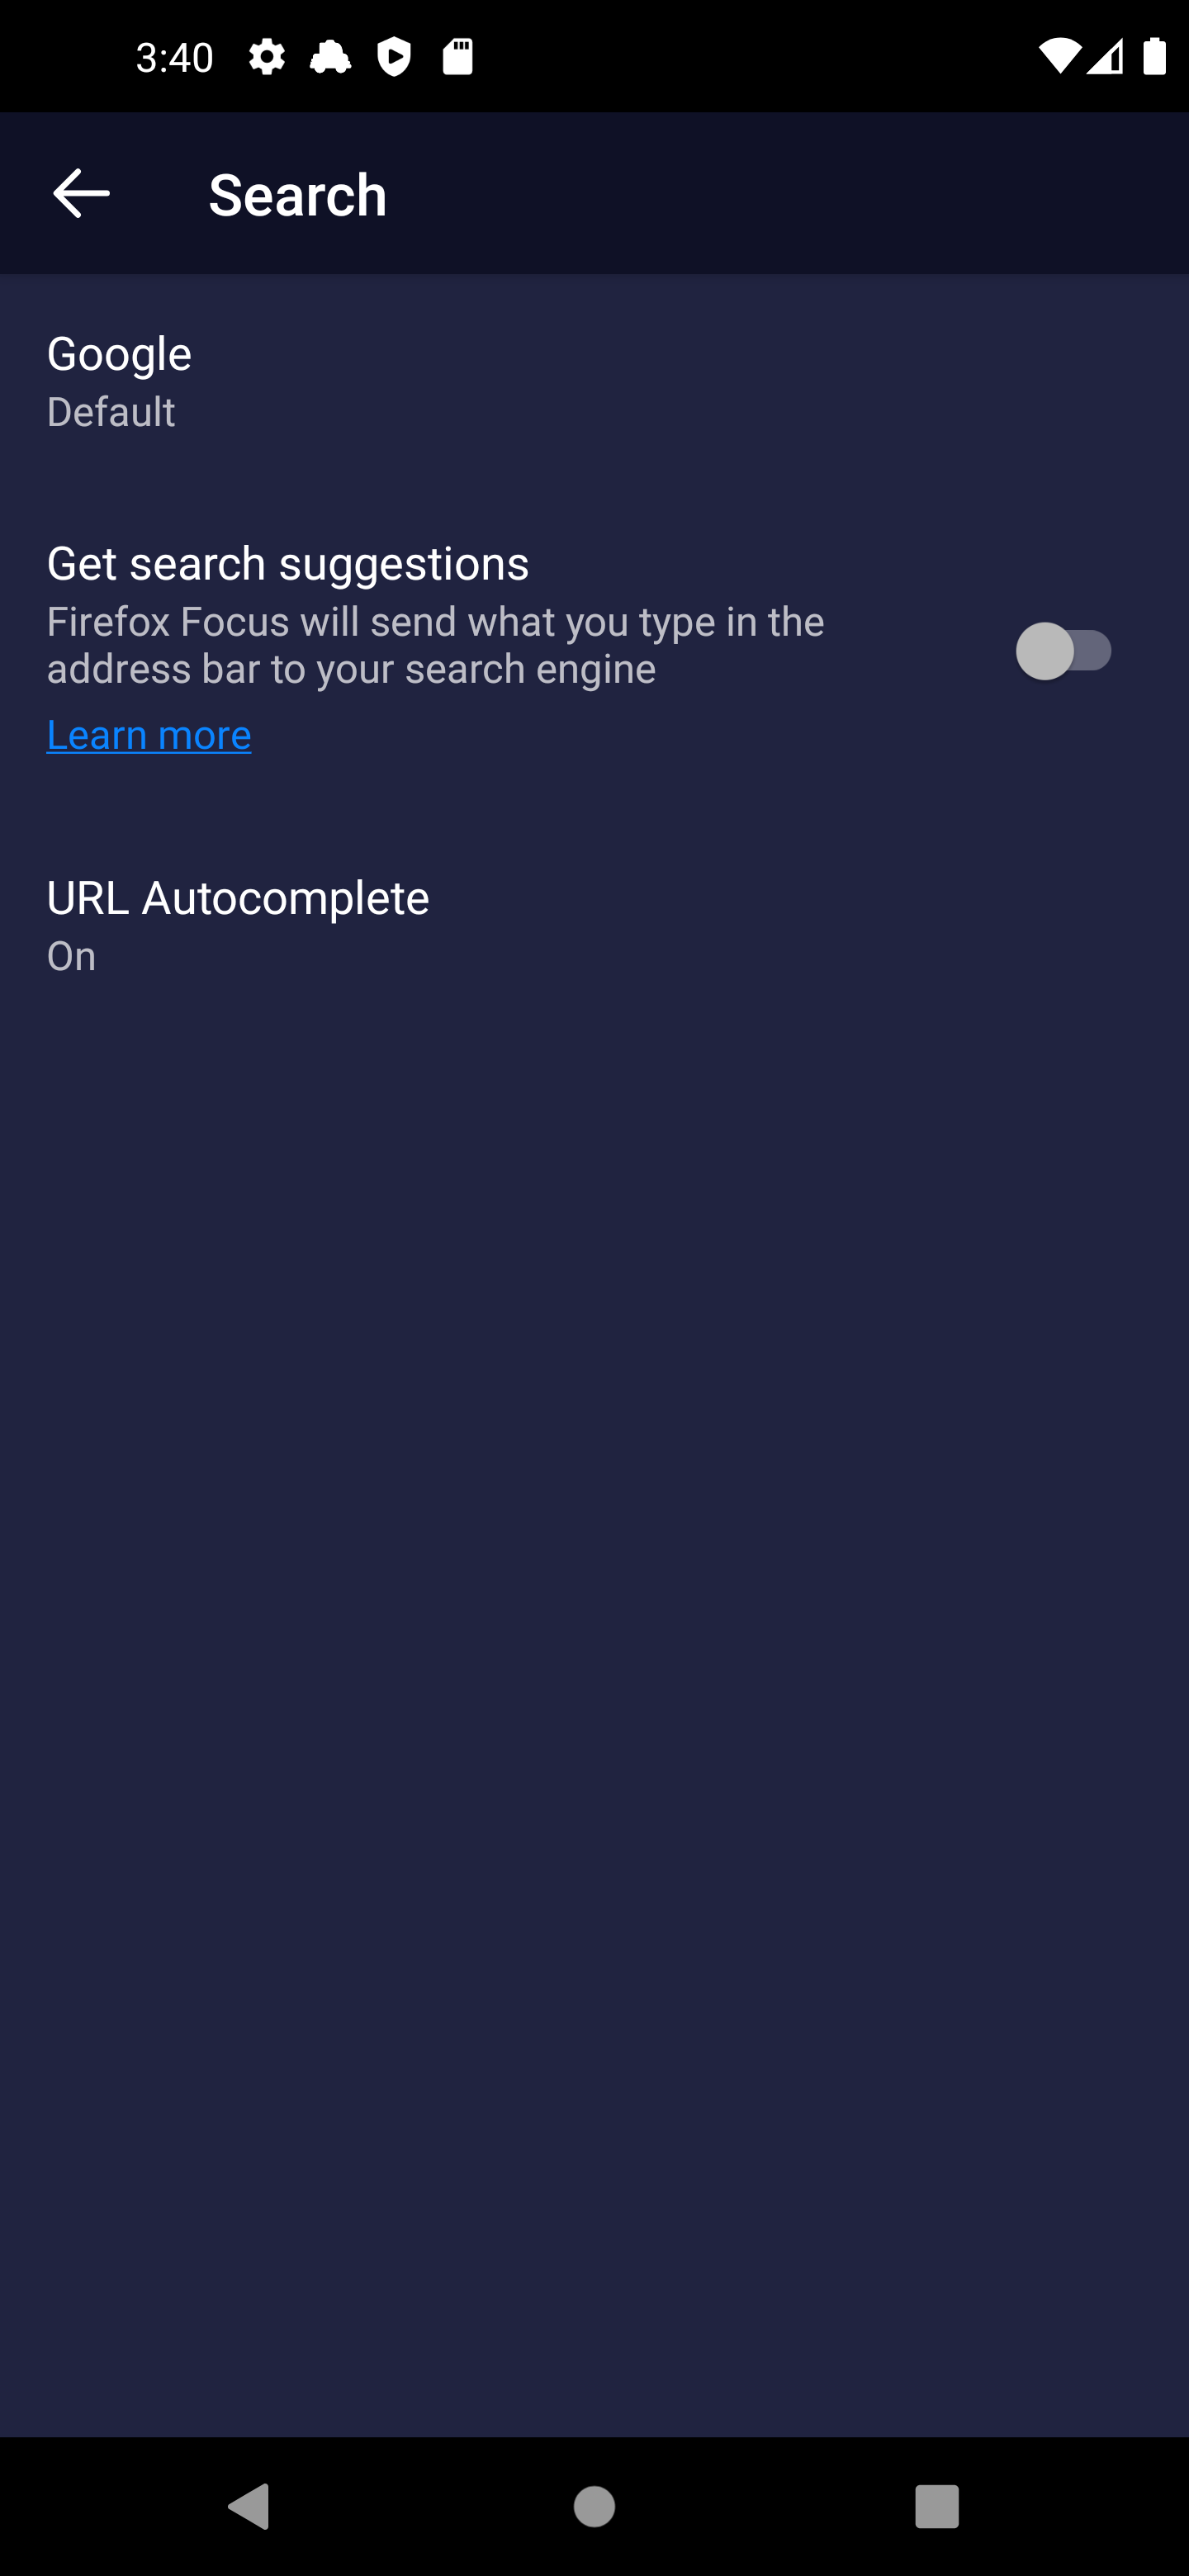 3:40
Search
Google
Default
Get search suggestions
Firefox Focus will send what you type in the
address bar to your search engine
Learn more
URL Autocomplete
On